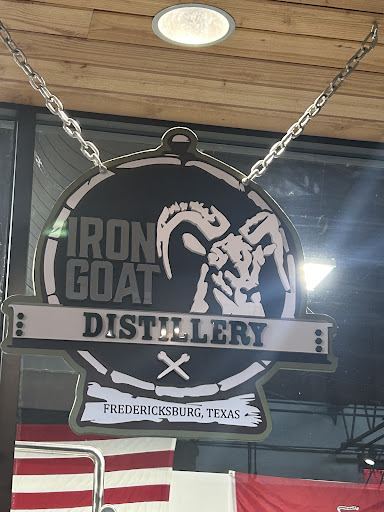 IRON
GOAT
DISTILLERY
FREDERICKSBURG, TEXAS